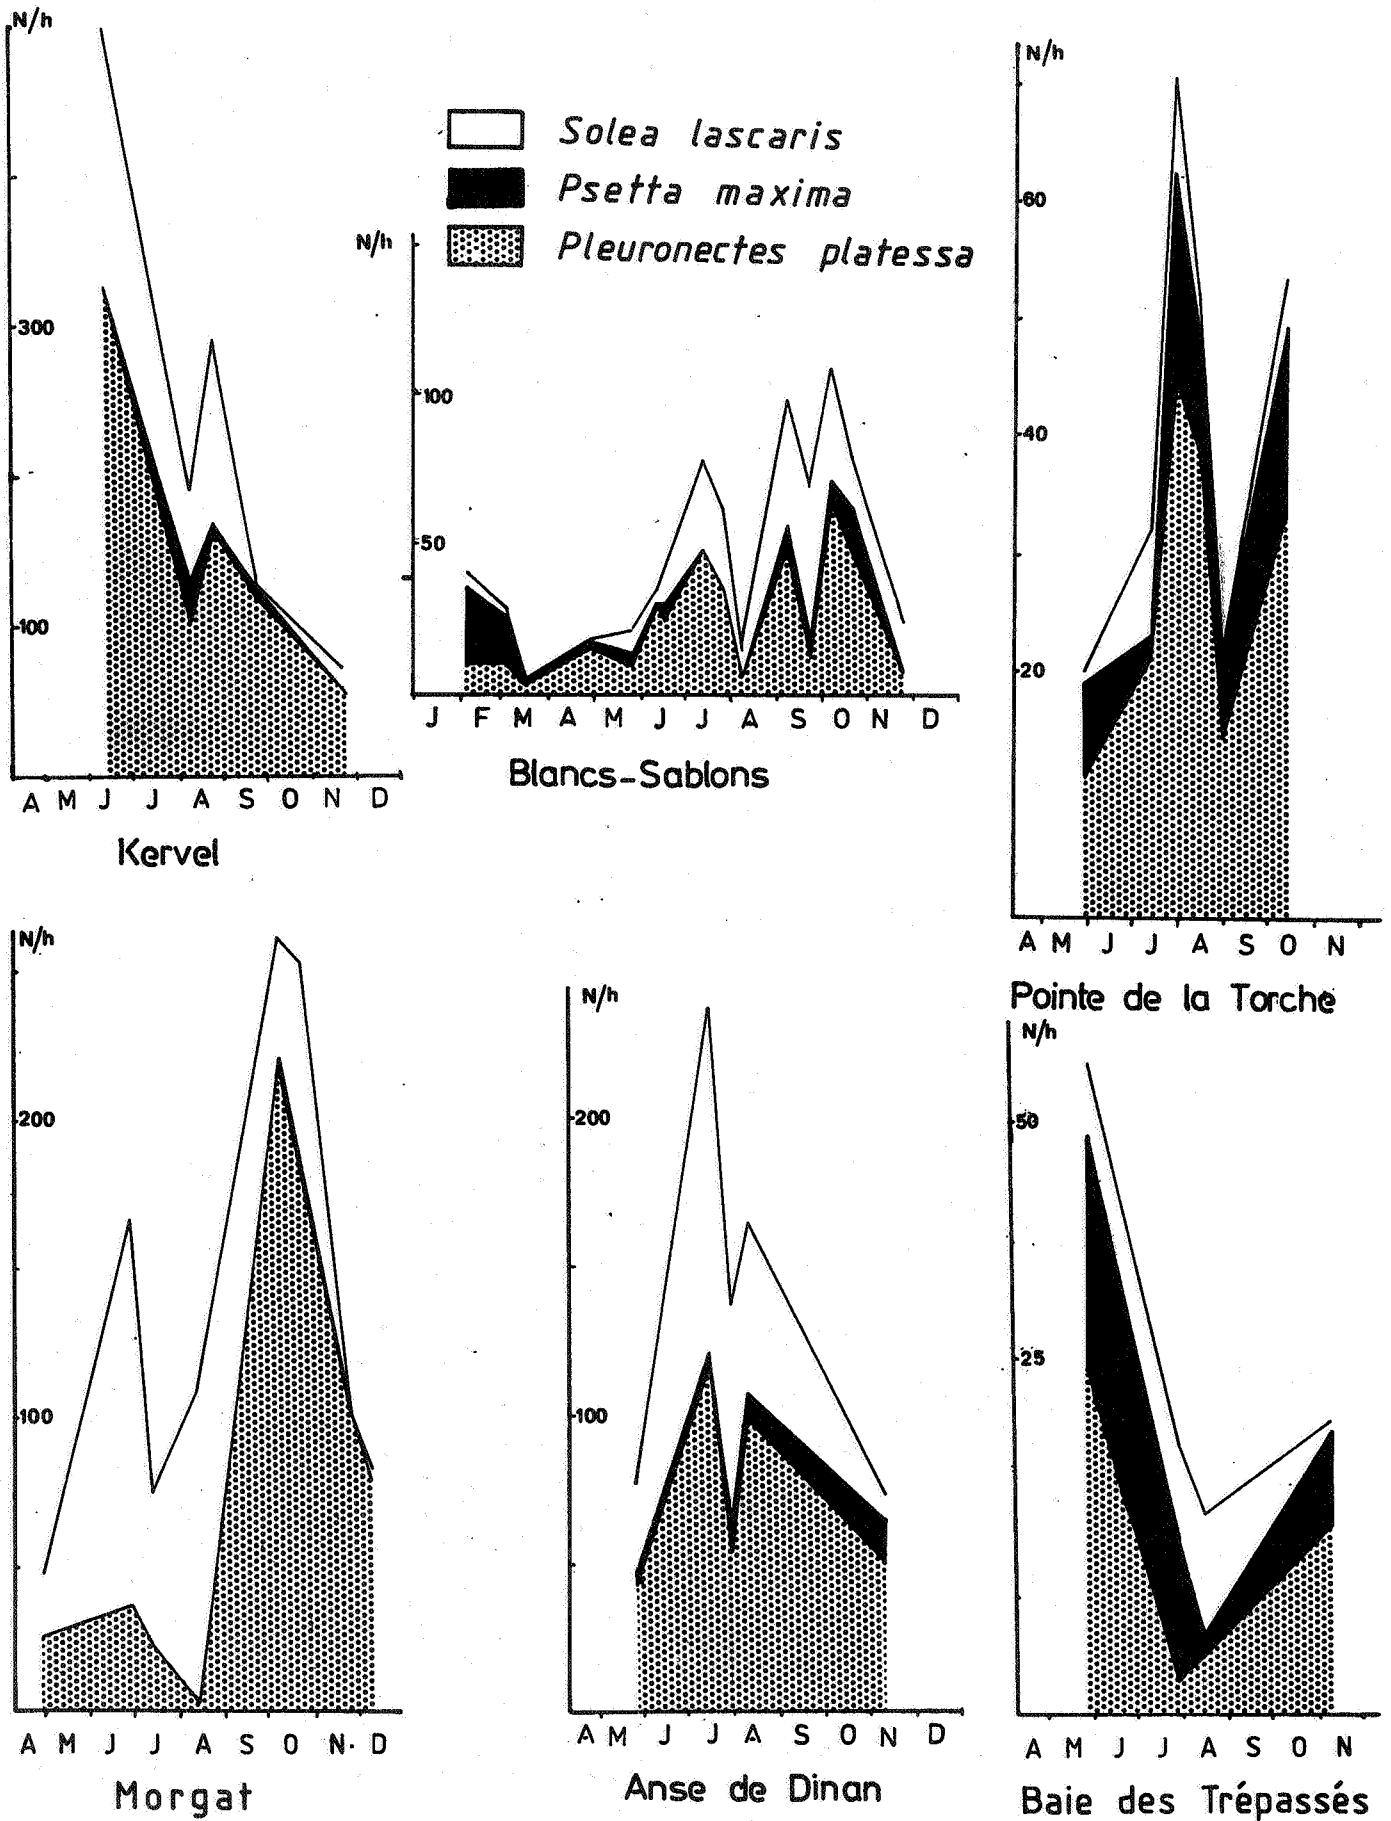 N/h
300
100
A M J J A S O N D
Kervel
Solea lascaris
Psetta maxima
Pleuronectes platessa
N/h
100
50
J F M A M J J A S O N D
Blancs-Sablons
N/h
60
40
20
A M J J A S O N
Pointe de la Torche
N/h
200
100
A M J J A S O N. D
Morgat
N/h
200
100
A M J J A S O N D
Anse de Dinan
N/h
50
25
A M J J A S O N
Baie des Trépassés